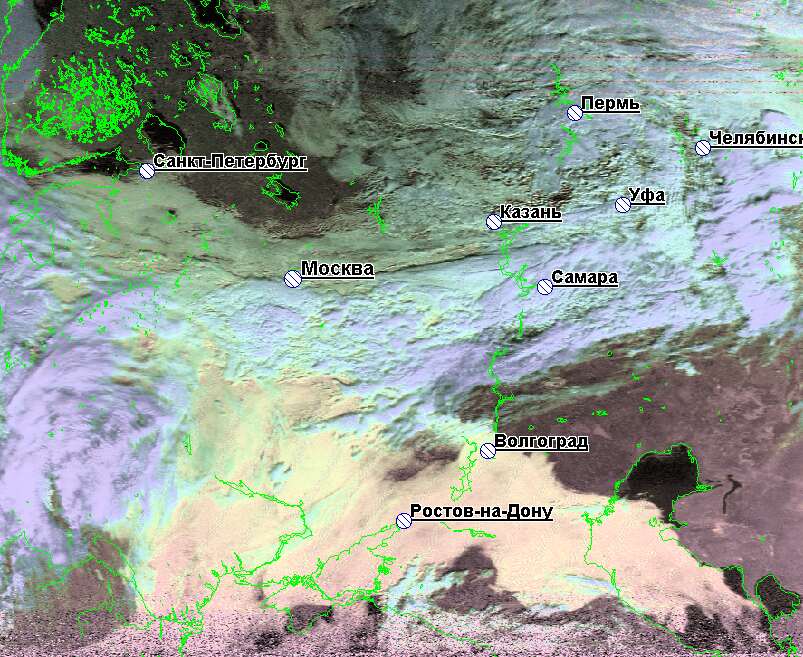 Пермь
Челябинск
Санкт-Петербург
Уфа
Казань
Москва
Самара
Волгоград
Ростов-на-Дону